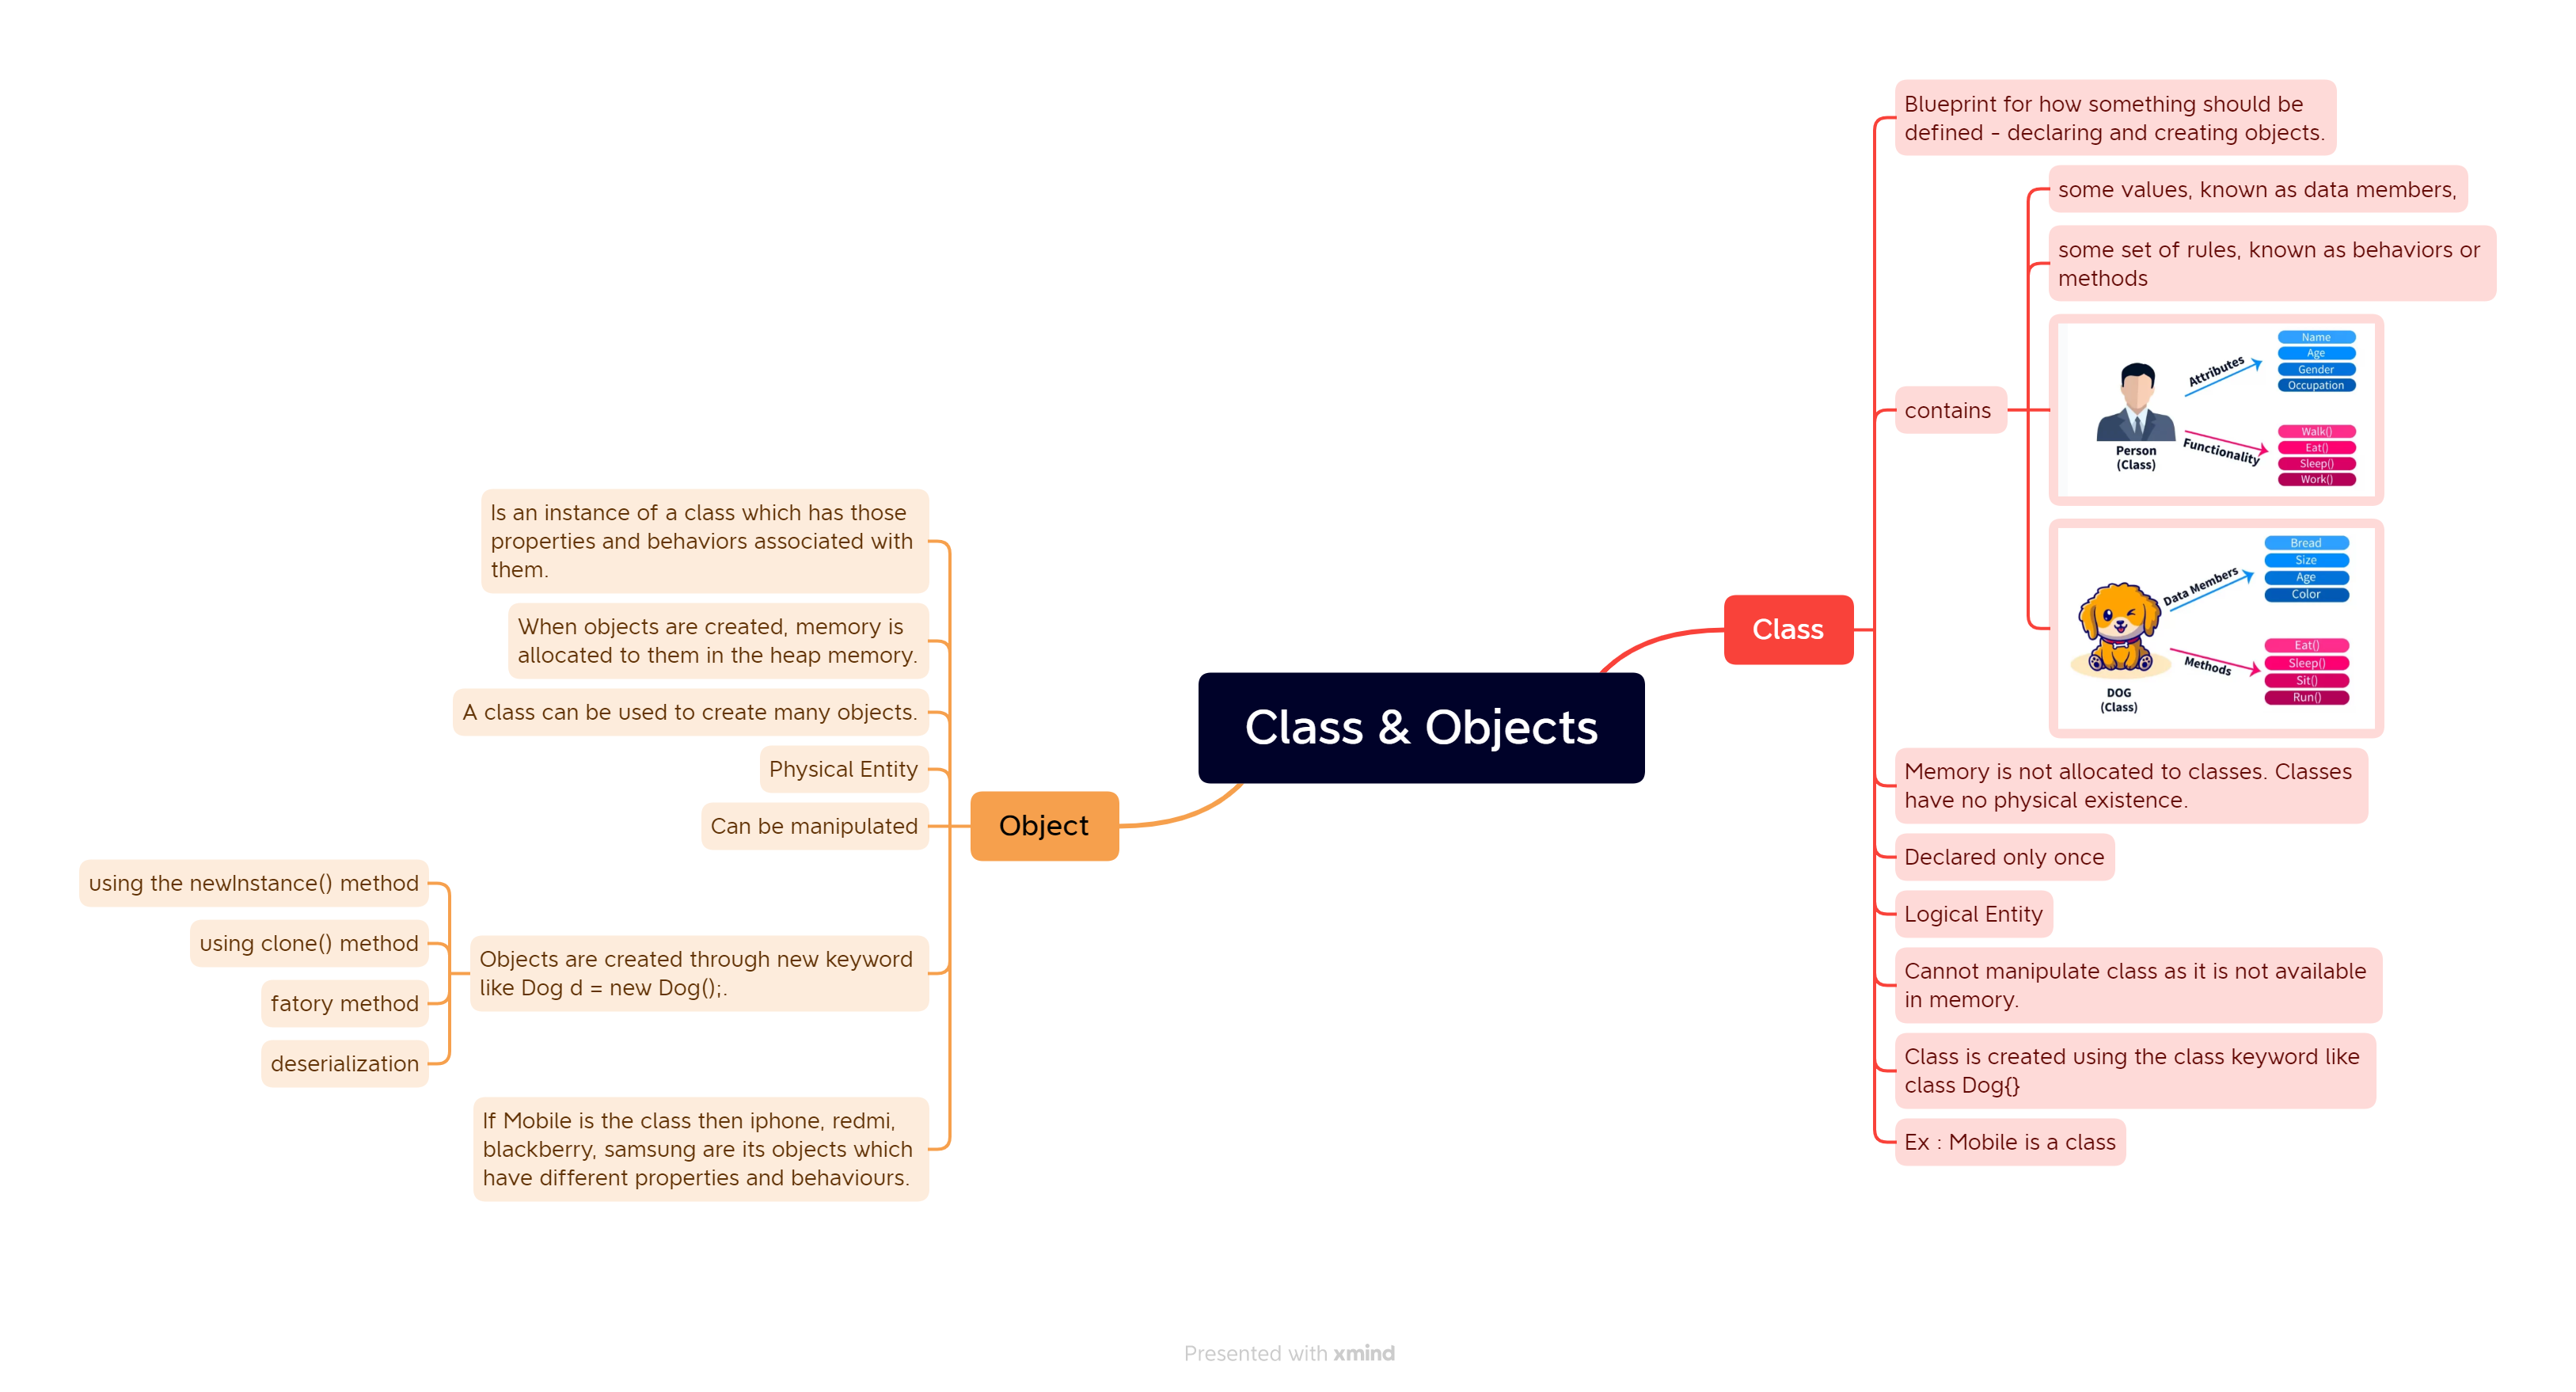 Class & Objects
Class
Blueprint for how something should be
defined - declaring and creating objects.
contains
some values, known as data members,
some set of rules, known as behaviors or
methods
Attributes
Name
Age
Gender
Occupation
Person
(Class)
Functionality
Walk()
Eat()
Sleep()
Work()
Data Members
Bread
Size
Age
Color
DOG
(Class)
Methods
Eat()
Sleep()
Sit()
Run()
Memory is not allocated to classes. Classes
have no physical existence.
Declared only once
Logical Entity
Cannot manipulate class as it is not available
in memory.
Class is created using the class keyword like
class Dog{}
Ex : Mobile is a class
Object
Is an instance of a class which has those
properties and behaviors associated with
them.
When objects are created, memory is
allocated to them in the heap memory.
A class can be used to create many objects.
Physical Entity
Can be manipulated
Objects are created through new keyword
like Dog d = new Dog();.
using the newInstance() method
using clone() method
fatory method
deserialization
If Mobile is the class then iphone, redmi,
blackberry, samsung are its objects which
have different properties and behaviours.
Presented with xmind